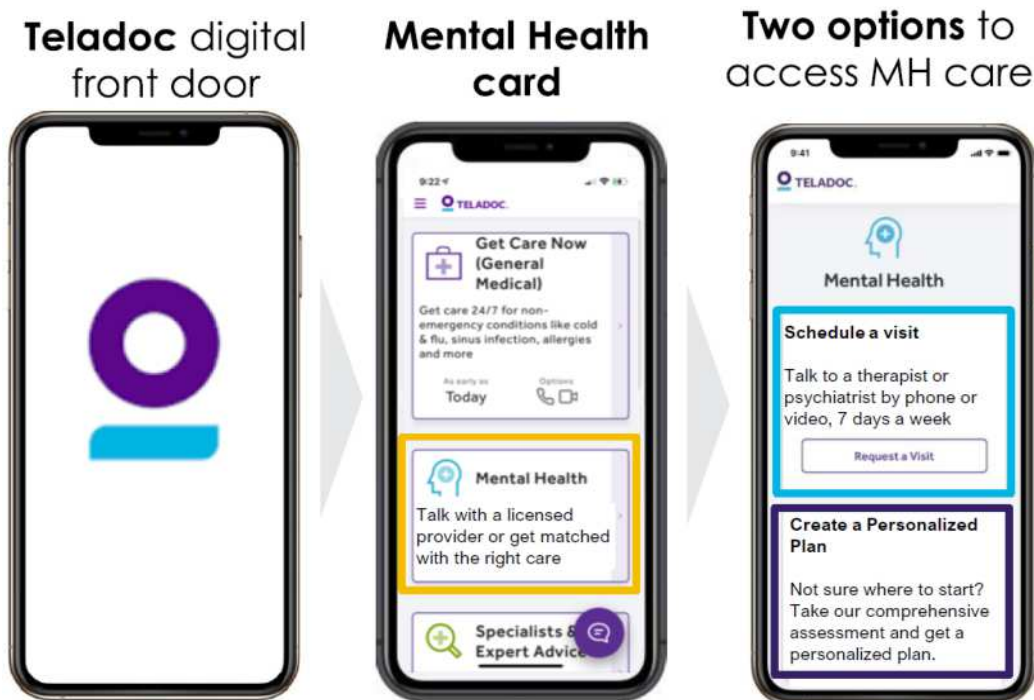 Teladoc digital
front door
Mental Health
card
Two options to
access MH care
9:22
TELADOC.
Get Care Now
(General
Medical)
Get care 24/7 for non-
emergency conditions like cold
& flu, sinus infection, allergies
and more
As early as
Today
Options
Mental Health
Talk with a licensed
provider or get matched
with the right care
Specialists &
Expert Advice
9:41
TELADOC.
Mental Health
Schedule a visit
Talk to a therapist or
psychiatrist by phone or
video, 7 days a week
Request a Visit
Create a Personalized
Plan
Not sure where to start?
Take our comprehensive
assessment and get a
personalized plan.